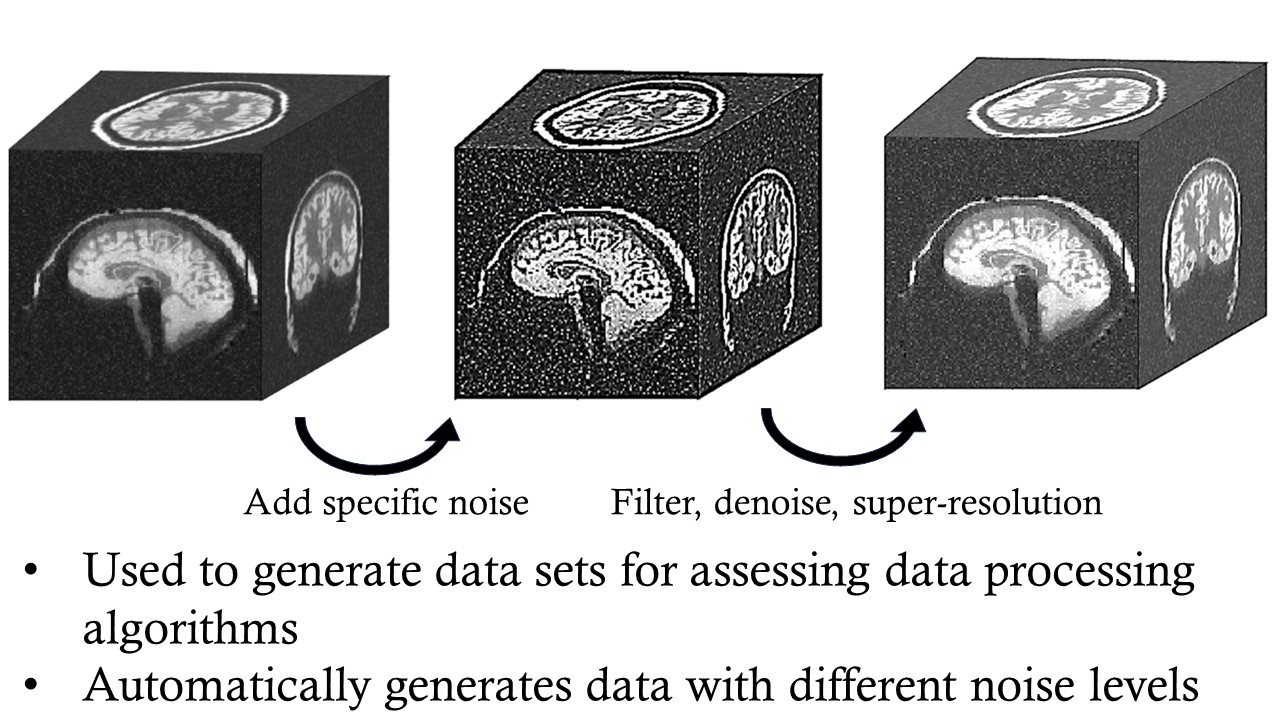 Add specific noise
Filter, denoise, super-resolution
• Used to generate data sets for assessing data processing
algorithms
• Automatically generates data with different noise levels